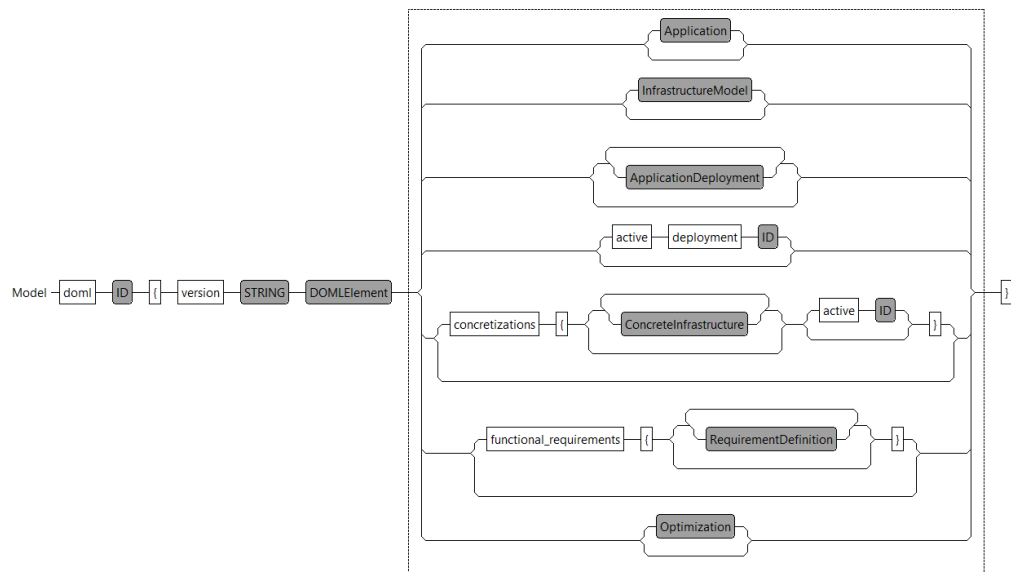 Application
InfrastructureModel
ApplicationDeployment
active deployment ID
Model doml ID { version STRING DOMLElement }
concretizations { ConcreteInfrastructure active ID }
functional_requirements { RequirementDefinition }
Optimization